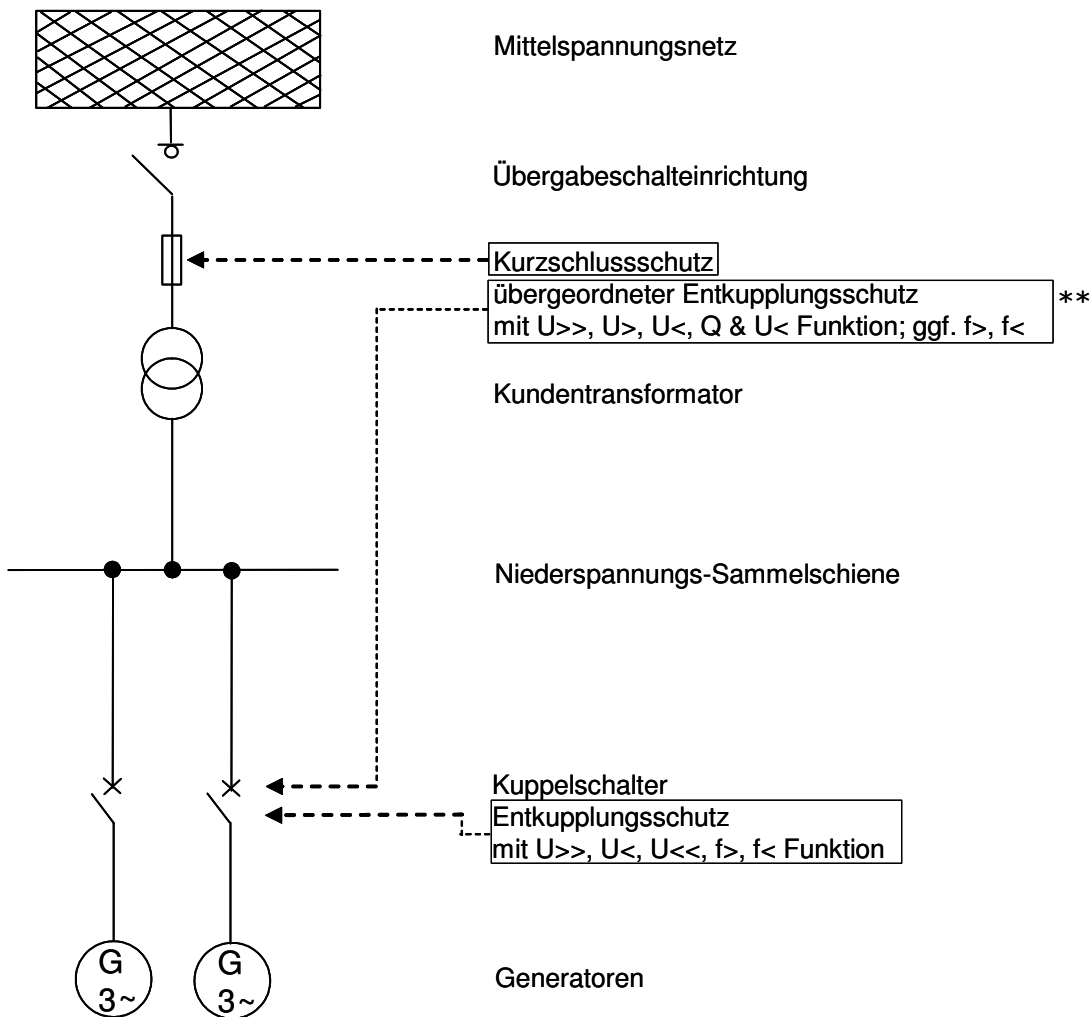 Mittelspannungsnetz
Übergabeschalteinrichtung
Kurzschlussschutz
übergeordneter Entkupplungsschutz
mit U>>, U>, U<, Q & U< Funktion; ggf. f>, f<
**
Kundentransformator
Niederspannungs-Sammelschiene
Kuppelschalter
Entkupplungsschutz
mit U>>, U<, U<<, f>, f< Funktion
G
3~
G
3~
Generatoren